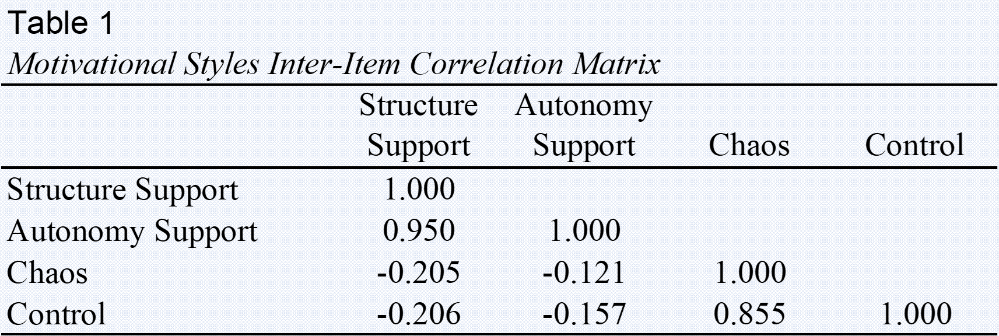 Table 1
Motivational Styles Inter-Item Correlation Matrix
Structure Autonomy
Support Support Chaos Control
Structure Support 1.000
Autonomy Support 0.950 1.000
Chaos -0.205 -0.121 1.000
Control -0.206 -0.157 0.855 1.000